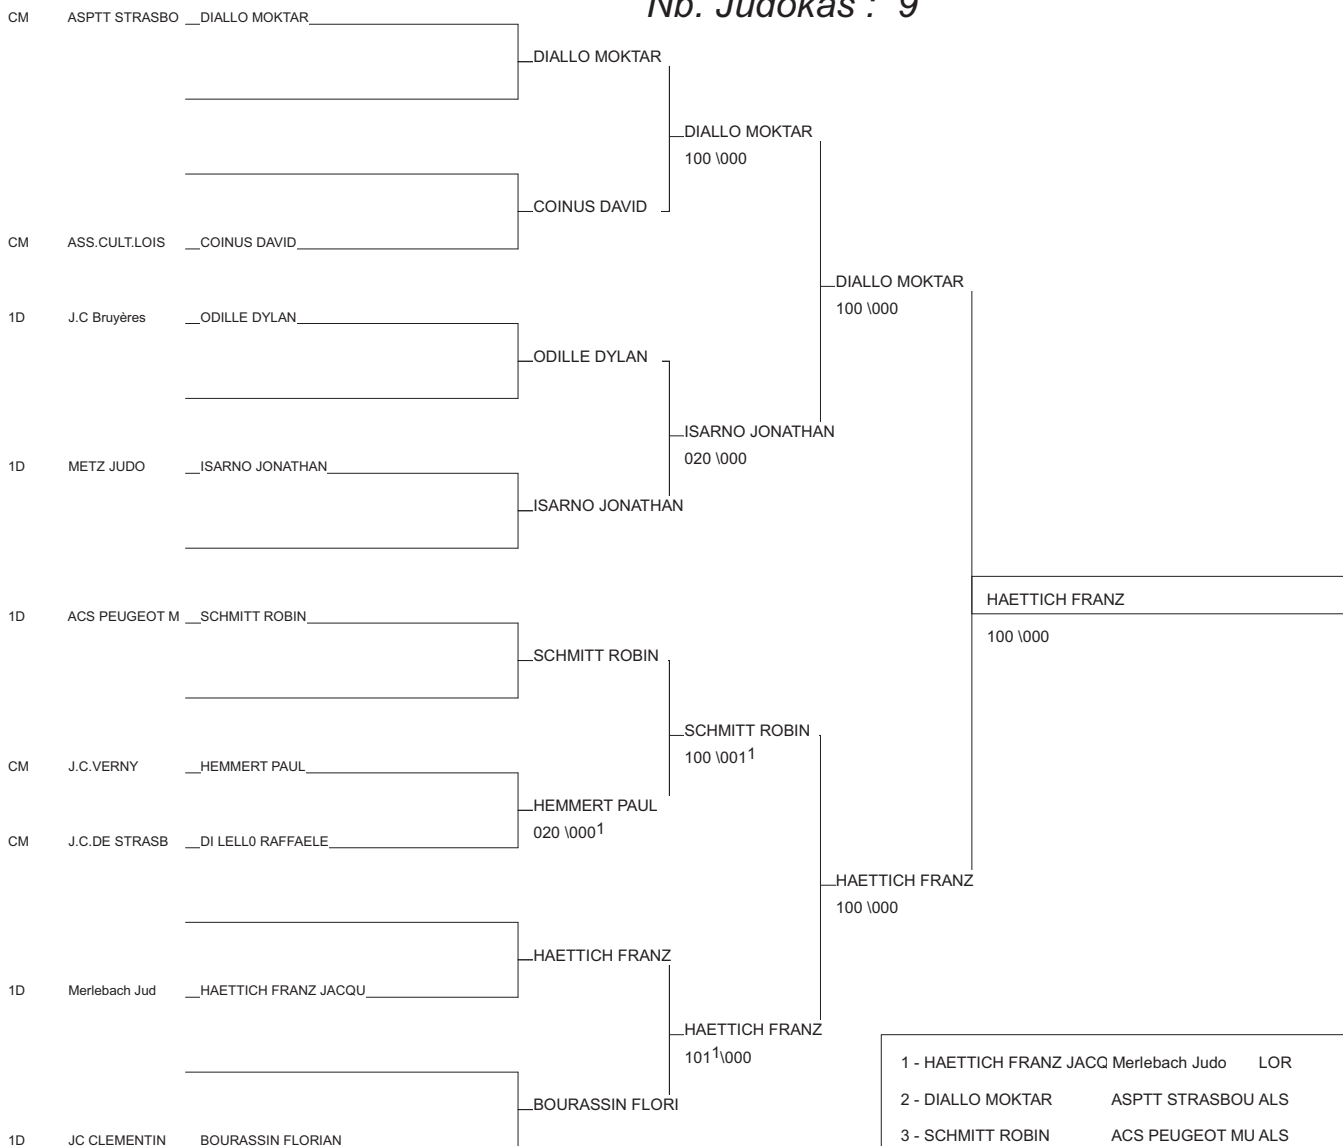 Nb. Judokas : 9
CM ASPTT STRASBO DIALLO MOKTAR
DIALLO MOKTAR
DIALLO MOKTAR
100 \000
COINUS DAVID
CM ASS.CULT.LOIS COINUS DAVID
DIALLO MOKTAR
100 \000
1D J.C Bruyères ODILLE DYLAN
ODILLE DYLAN
ISARNO JONATHAN
020 \000
1D METZ JUDO ISARNO JONATHAN
ISARNO JONATHAN
HAETTICH FRANZ
100 \000
1D ACS PEUGEOT M SCHMITT ROBIN
SCHMITT ROBIN
SCHMITT ROBIN
100 \001¹
CM J.C.VERNY HEMMERT PAUL
HEMMERT PAUL
020 \000¹
CM J.C.DE STRASB DI LELL0 RAFFAELE
HAETTICH FRANZ
100 \000
HAETTICH FRANZ
1D Merlebach Jud HAETTICH FRANZ JACQU
HAETTICH FRANZ
101¹\000
BOURASSIN FLORI
1D JC CLEMENTIN BOURASSIN FLORIAN
1 - HAETTICH FRANZ JACQ Merlebach Judo LOR
2 - DIALLO MOKTAR ASPTT STRASBOU ALS
3 - SCHMITT ROBIN ACS PEUGEOT MU ALS